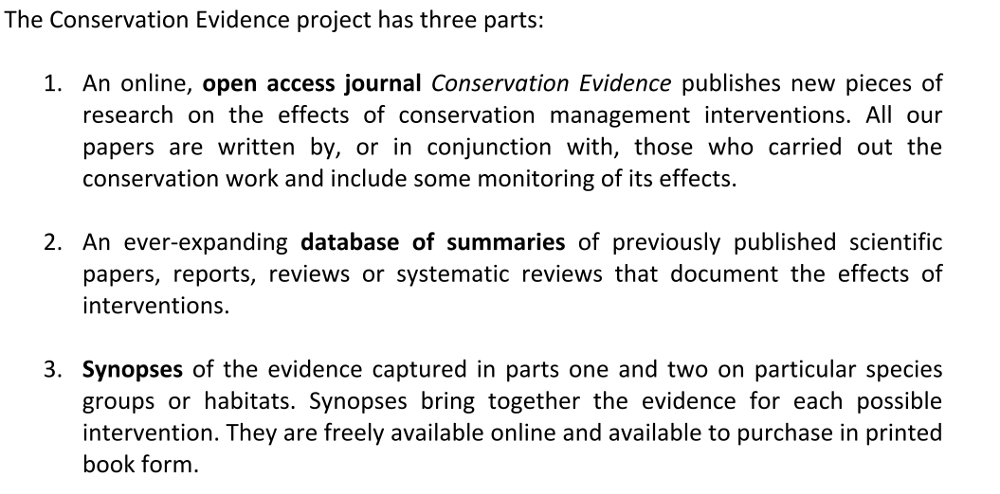 The Conservation Evidence project has three parts:
1. An online, open access journal Conservation Evidence publishes new pieces of
research on the effects of conservation management interventions. All our
papers are written by, or in conjunction with, those who carried out the
conservation work and include some monitoring of its effects.
2. An ever-expanding database of summaries of previously published scientific
papers, reports, reviews or systematic reviews that document the effects of
interventions.
3. Synopses of the evidence captured in parts one and two on particular species
groups or habitats. Synopses bring together the evidence for each possible
intervention. They are freely available online and available to purchase in printed
book form.